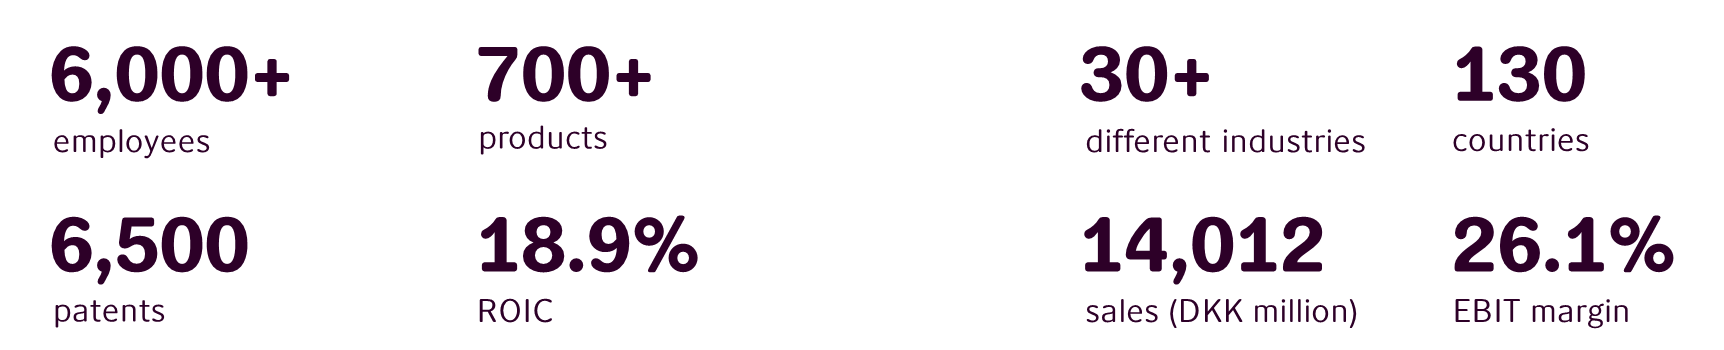 6,000+
employees
700+
products
30+
different industries
130
countries
6,500
patents
18.9%
ROIC
14,012
sales (DKK million)
26.1%
EBIT margin